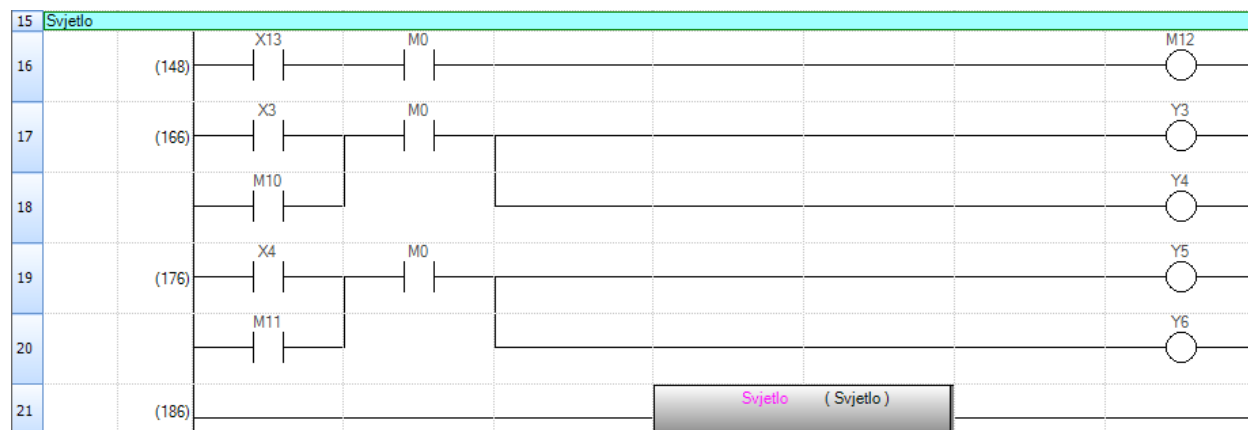 15 Svjetlo
X13 M0 M12
16 (148)
X3 M0 Y3
17 (166)
M10 Y4
18
X4 M0 Y5
19 (176)
M11 Y6
20
Svjetlo ( Svjetlo )
21 (186)